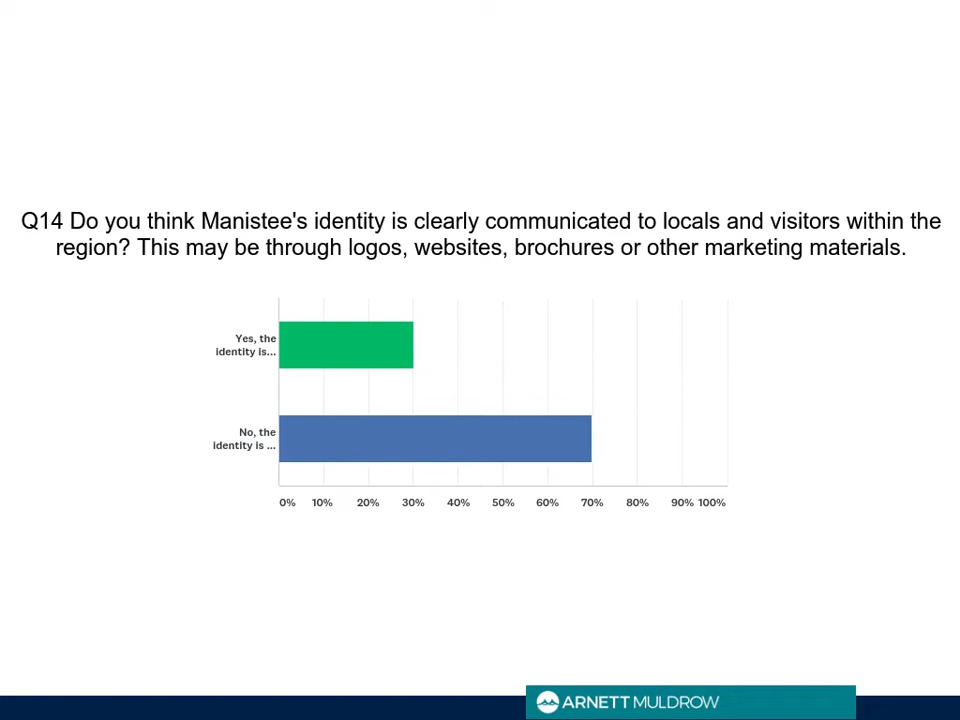 Q14 Do you think Manistee's identity is clearly communicated to locals and visitors within the
region? This may be through logos, websites, brochures or other marketing materials.
Yes, the
identity is...
No, the
identity is ...
0% 10% 20% 30% 40% 50% 60% 70% 80% 90% 100%
ARNETT MULDROW